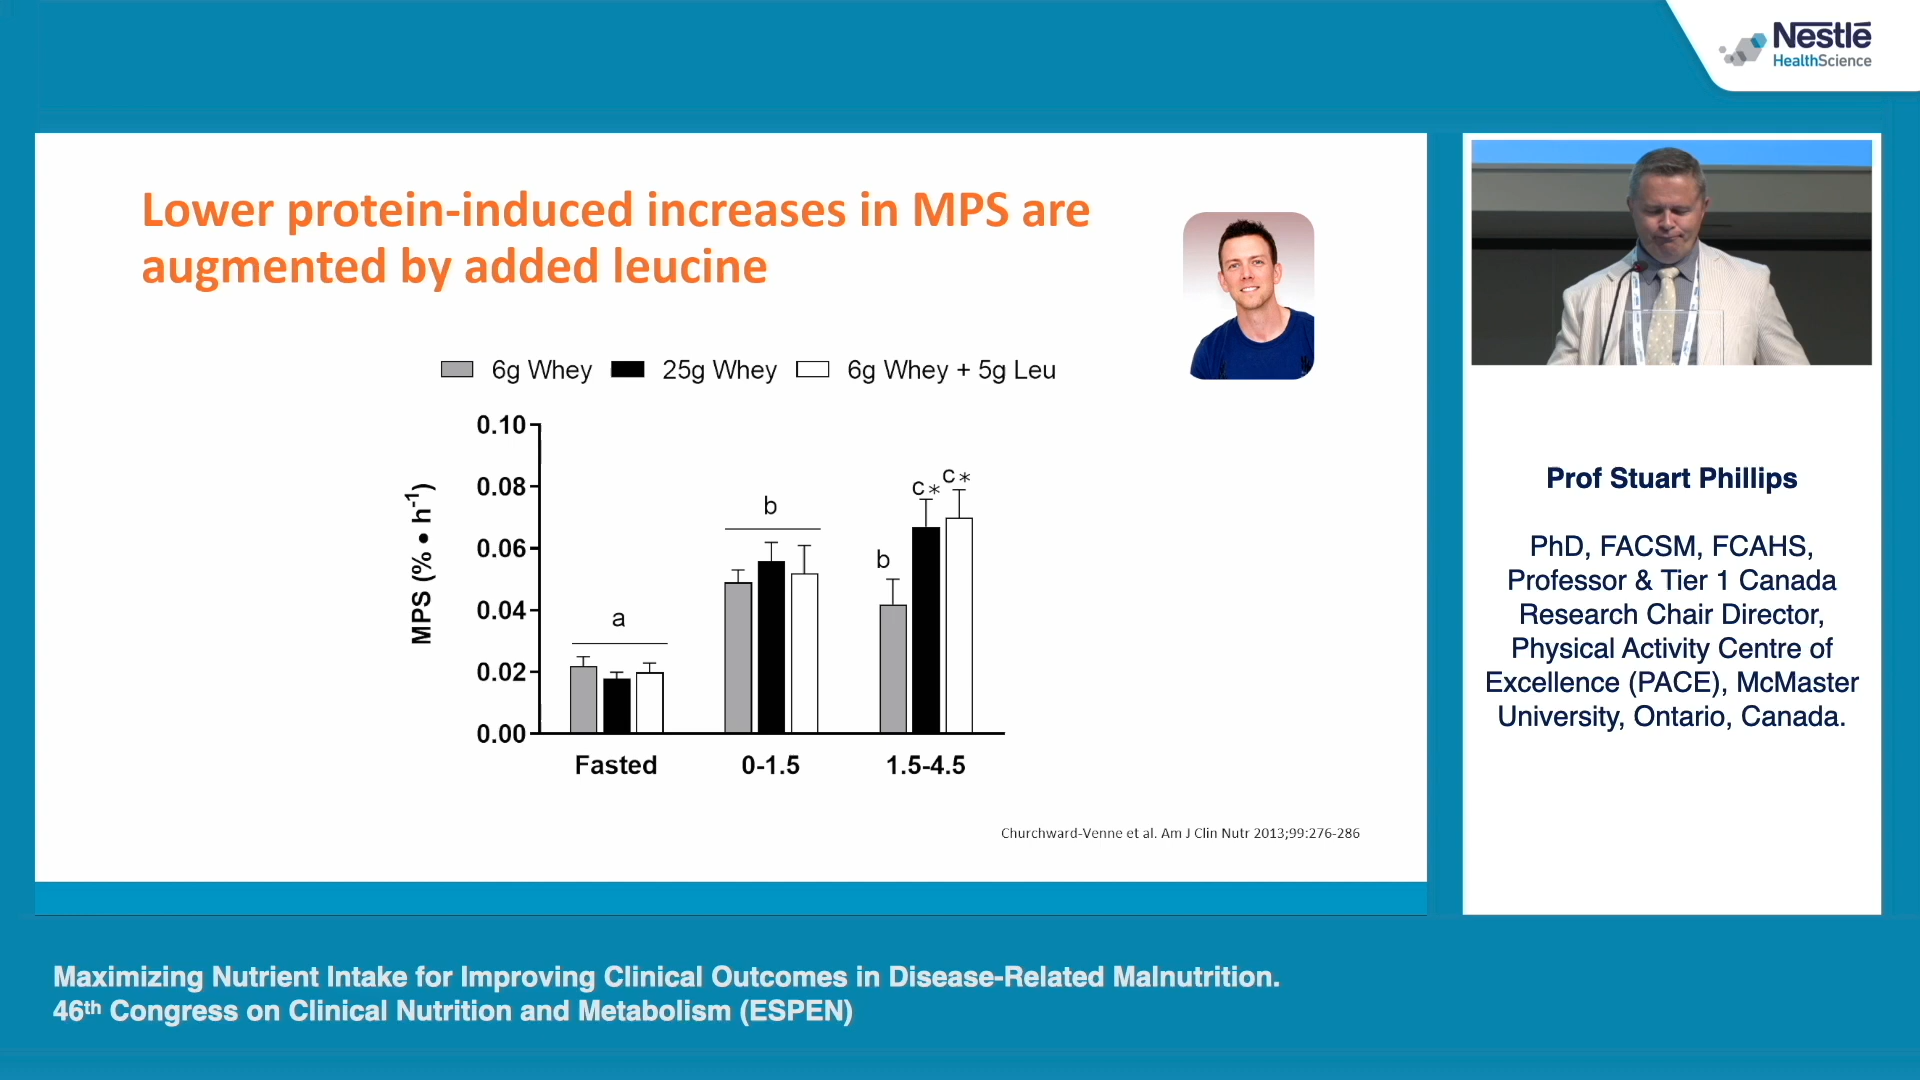 Nestlé
HealthScience
Lower protein-induced increases in MPS are
augmented by added leucine
6g Whey 25g Whey 6g Whey + 5g Leu
MPS (% • h⁻¹)
0.10
0.08
0.06
0.04
0.02
0.00
a
b
b
c*
c*
Fasted 0-1.5 1.5-4.5
Churchward-Venne et al. Am J Clin Nutr 2013;99:276-286
Prof Stuart Phillips
PhD, FACSM, FCAHS,
Professor & Tier 1 Canada
Research Chair Director,
Physical Activity Centre of
Excellence (PACE), McMaster
University, Ontario, Canada.
Maximizing Nutrient Intake for Improving Clinical Outcomes in Disease-Related Malnutrition.
46th Congress on Clinical Nutrition and Metabolism (ESPEN)